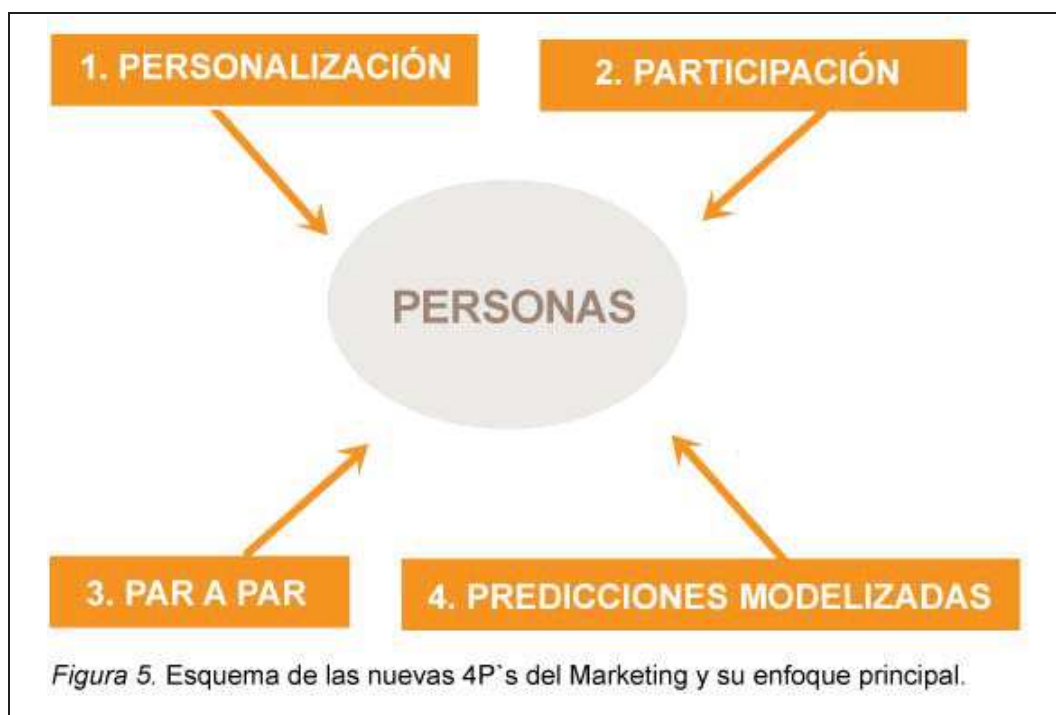 1. PERSONALIZACIÓN
2. PARTICIPACIÓN
PERSONAS
3. PAR A PAR
4. PREDICCIONES MODELIZADAS
Figura 5. Esquema de las nuevas 4P`s del Marketing y su enfoque principal.